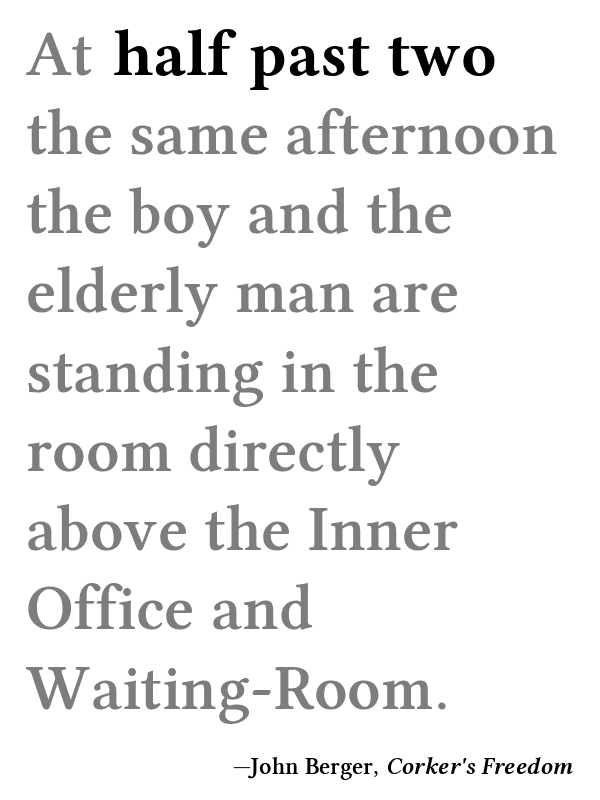 At half past two
the same afternoon
the boy and the
elderly man are
standing in the
room directly
above the Inner
Office and
Waiting-Room.
—John Berger, Corker's Freedom